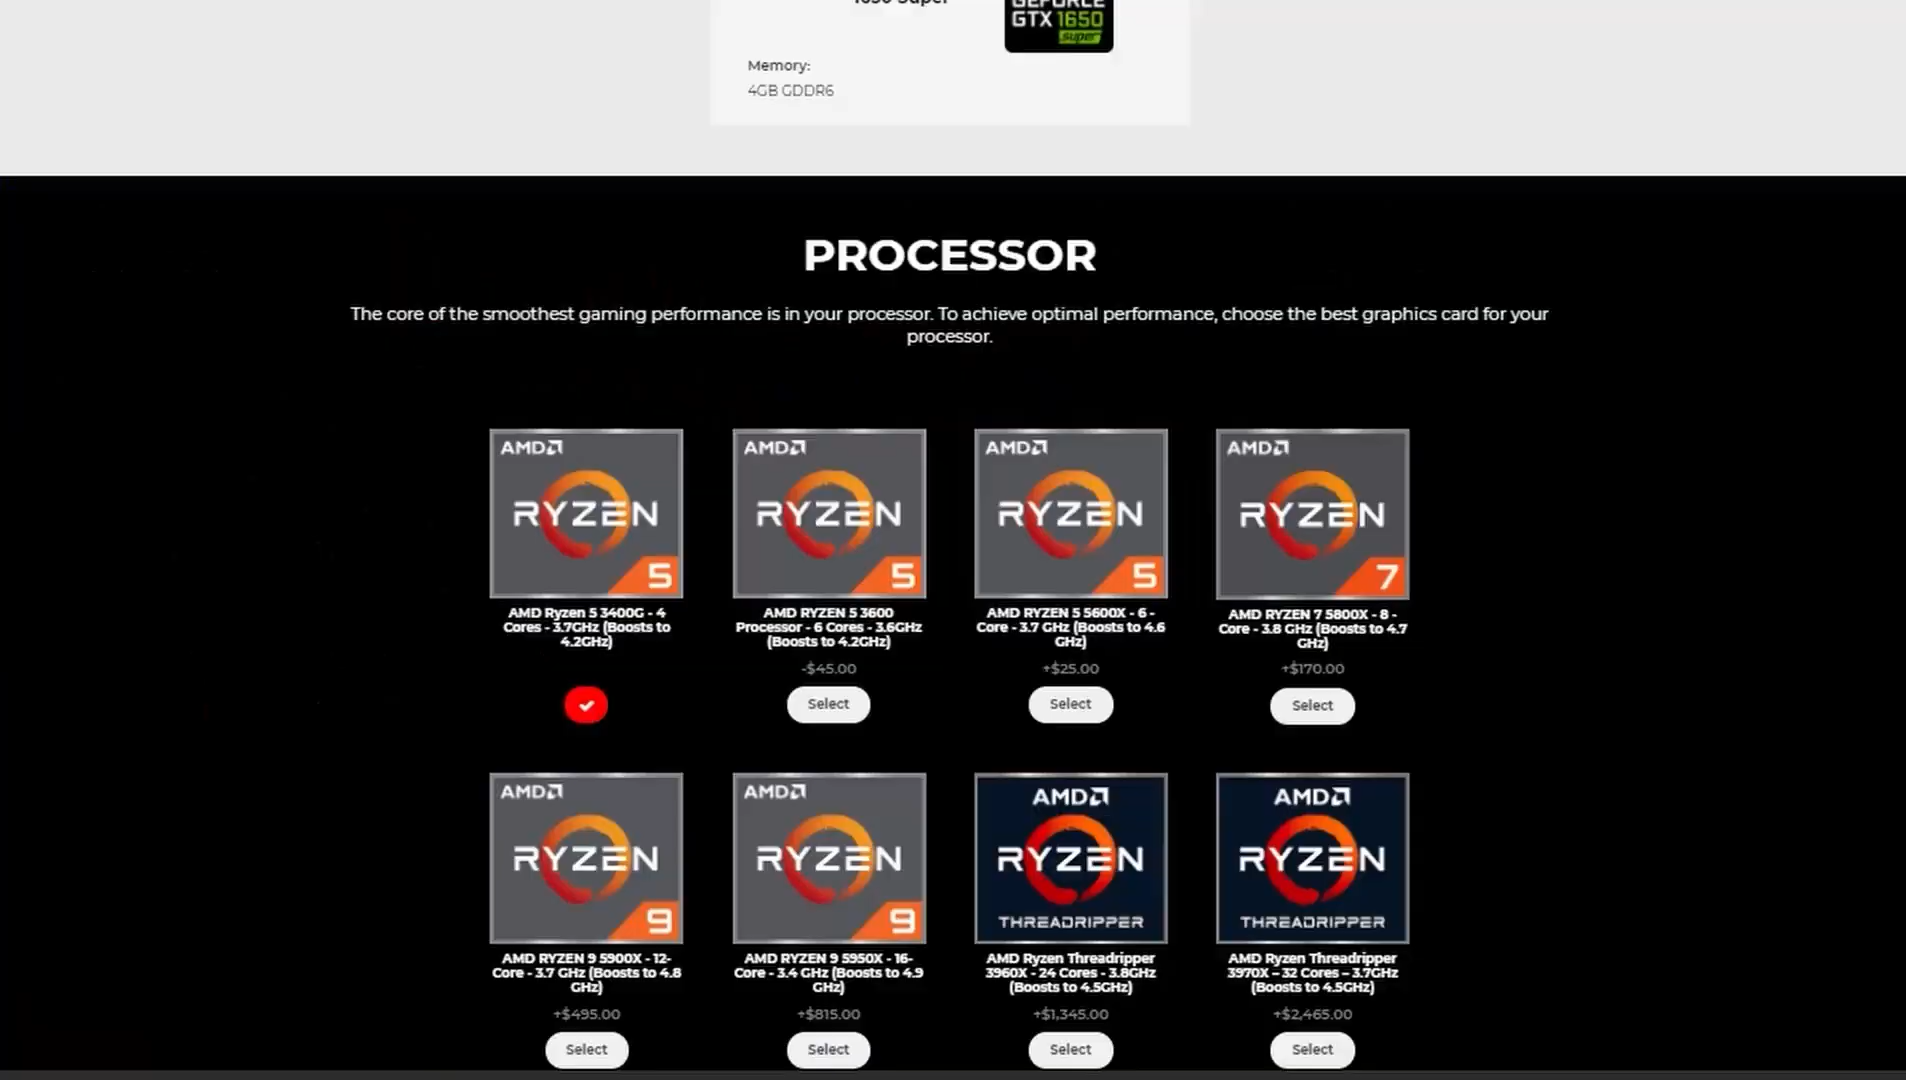 1650 Super
GEFORCE
GTX 1650
super
Memory:
4GB GDDR6
PROCESSOR
The core of the smoothest gaming performance is in your processor. To achieve optimal performance, choose the best graphics card for your
processor.
AMD
RYZEN
5
AMD Ryzen 5 3400G - 4
Cores - 3.7GHz (Boosts to
4.2GHz)
AMD
RYZEN
5
AMD RYZEN 5 3600
Processor - 6 Cores - 3.6GHz
(Boosts to 4.2GHz)
-$45.00
Select
AMD
RYZEN
5
AMD RYZEN 5 5600X - 6 -
Core - 3.7 GHz (Boosts to 4.6
GHz)
+$25.00
Select
AMD
RYZEN
7
AMD RYZEN 7 5800X - 8 -
Core - 3.8 GHz (Boosts to 4.7
GHz)
+$170.00
Select
AMD
RYZEN
9
AMD RYZEN 9 5900X - 12-
Core - 3.7 GHz (Boosts to 4.8
GHz)
+$495.00
Select
AMD
RYZEN
9
AMD RYZEN 9 5950X - 16-
Core - 3.4 GHz (Boosts to 4.9
GHz)
+$815.00
Select
AMD
RYZEN
THREADRIPPER
AMD Ryzen Threadripper
3960X - 24 Cores - 3.8GHz
(Boosts to 4.5GHz)
+$1,345.00
Select
AMD
RYZEN
THREADRIPPER
AMD Ryzen Threadripper
3970X – 32 Cores – 3.7GHz
(Boosts to 4.5GHz)
+$2,465.00
Select